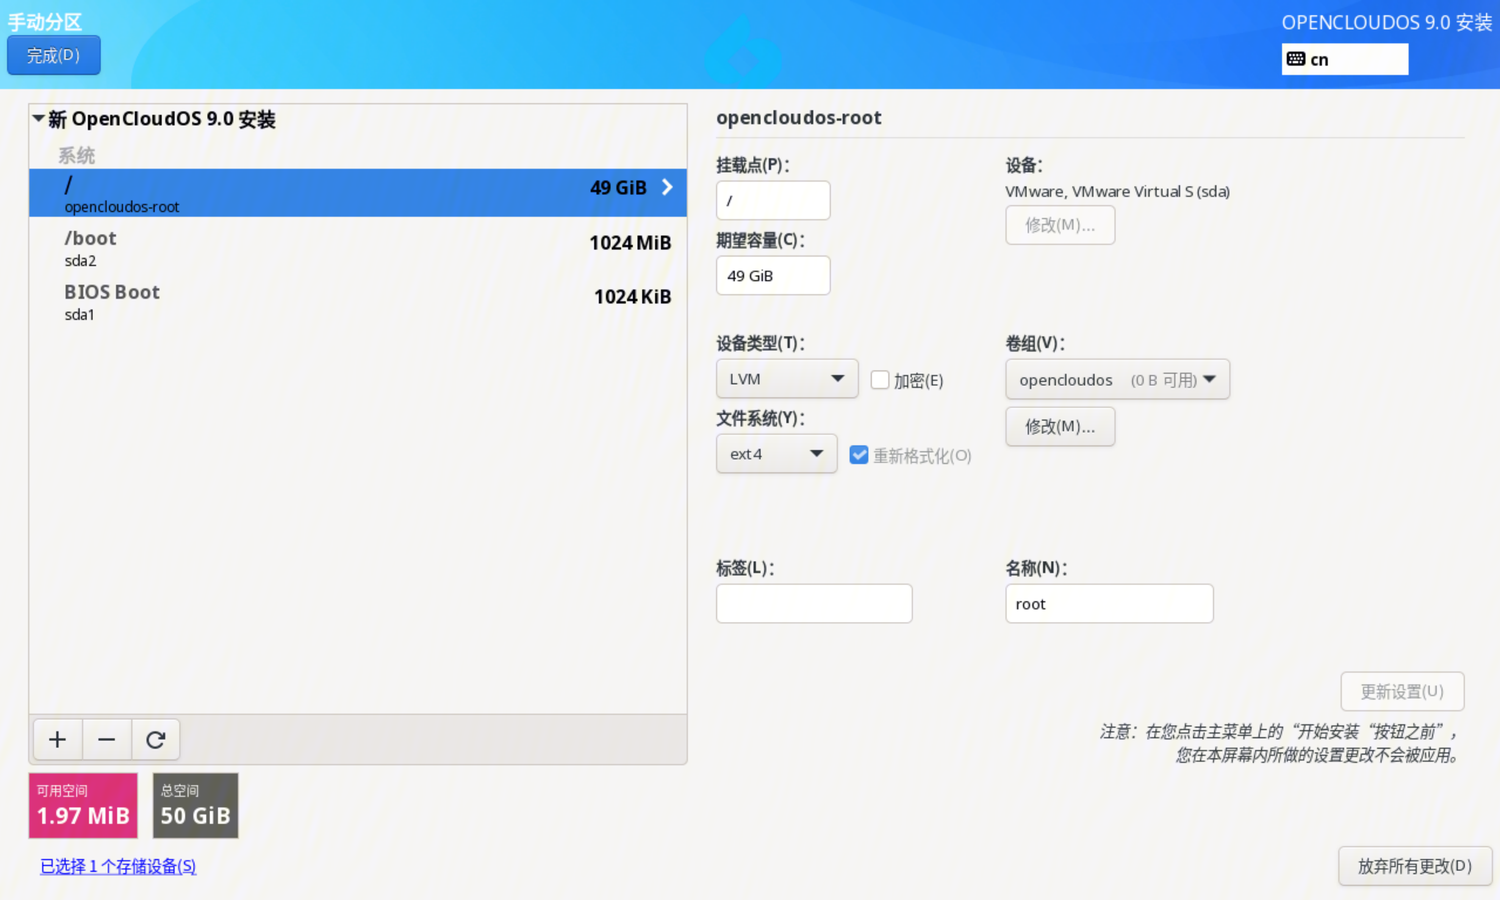 手动分区
完成(D)
OPENCLOUDOS 9.0 安装
cn
新 OpenCloudOS 9.0 安装
系统
/
49 GiB
opencloudos-root
/boot
1024 MiB
sda2
BIOS Boot
1024 KiB
sda1
可用空间
1.97 MiB
总空间
50 GiB
已选择 1 个存储设备(S)
opencloudos-root
挂载点(P)：
/
期望容量(C)：
49 GiB
设备：
VMware, VMware Virtual S (sda)
修改(M)...
设备类型(T)：
LVM
加密(E)
文件系统(Y)：
ext4
重新格式化(O)
卷组(V)：
opencloudos (0 B 可用)
修改(M)...
标签(L)：
名称(N)：
root
更新设置(U)
注意：在您点击主菜单上的“开始安装“按钮之前”，
您在本屏幕内所做的设置更改不会被应用。
放弃所有更改(D)